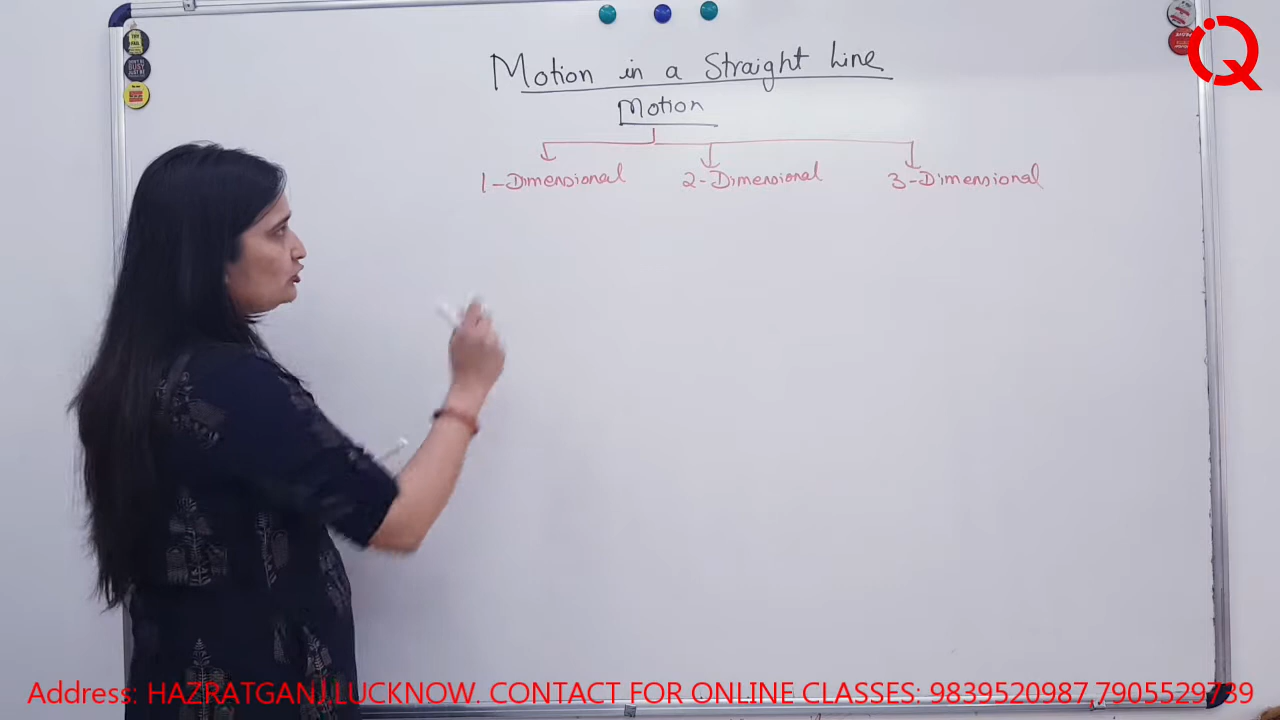 Motion in a Straight Line
Motion
1-Dimensional 2-Dimensional 3-Dimensional
IQ
Address: HAZRATGANJ, LUCKNOW. CONTACT FOR ONLINE CLASSES: 9839520987,7905529739